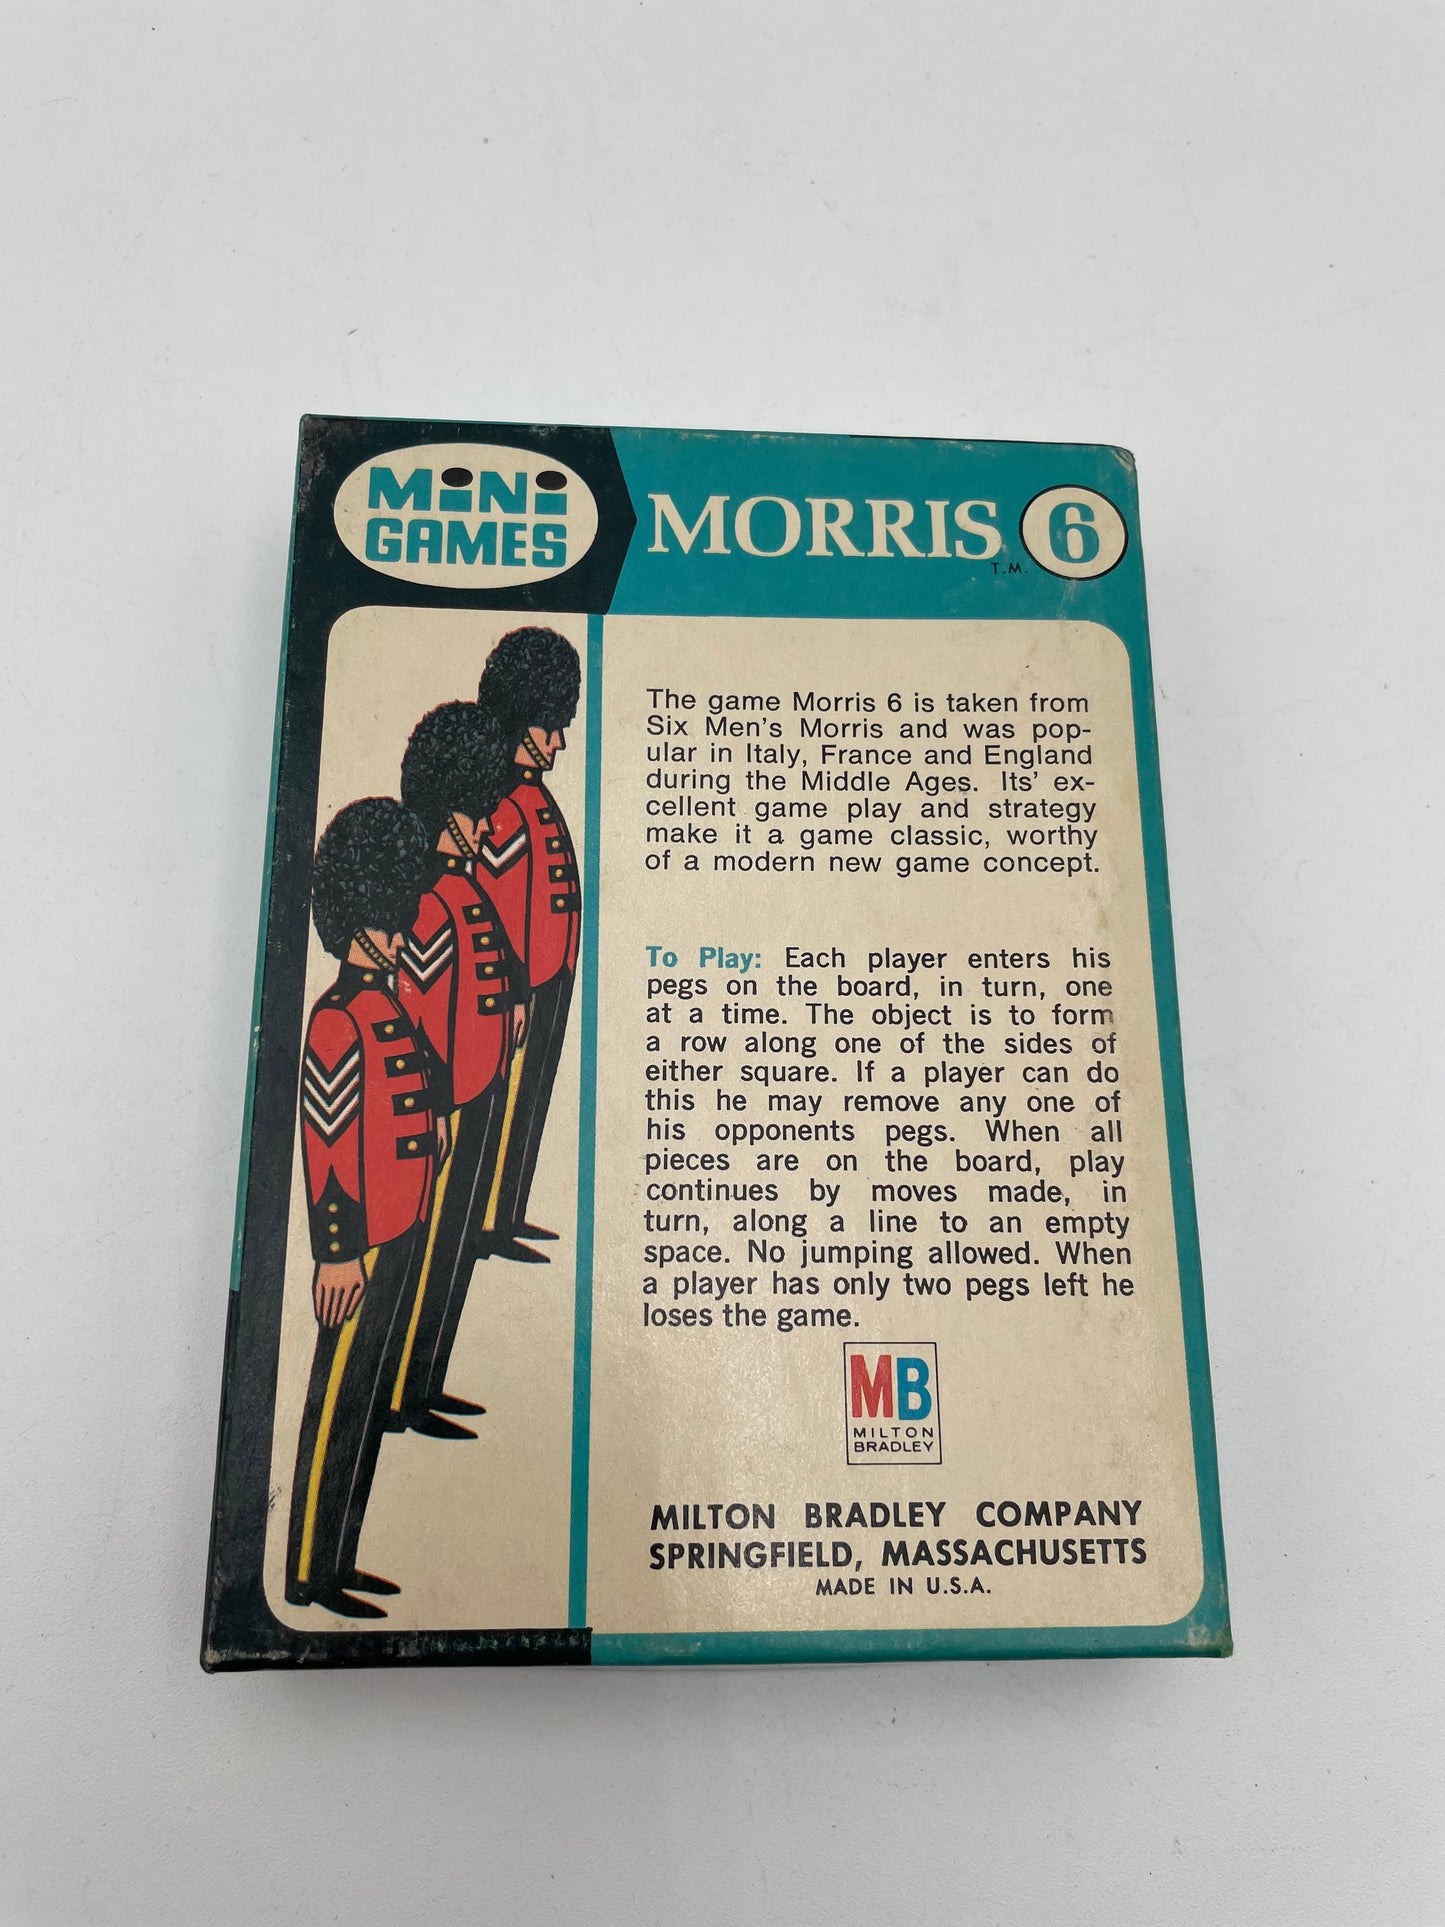 MiNi
GAMES
MORRIS 6
T.M.
The game Morris 6 is taken from
Six Men's Morris and was pop-
ular in Italy, France and England
during the Middle Ages. Its' ex-
cellent game play and strategy
make it a game classic, worthy
of a modern new game concept.
To Play: Each player enters his
pegs on the board, in turn, one
at a time. The object is to form
a row along one of the sides of
either square. If a player can do
this he may remove any one of
his opponents pegs. When all
pieces are on the board, play
continues by moves made, in
turn, along a line to an empty
space. No jumping allowed. When
a player has only two pegs left he
loses the game.
MB
MILTON
BRADLEY
MILTON BRADLEY COMPANY
SPRINGFIELD, MASSACHUSETTS
MADE IN U.S.A.